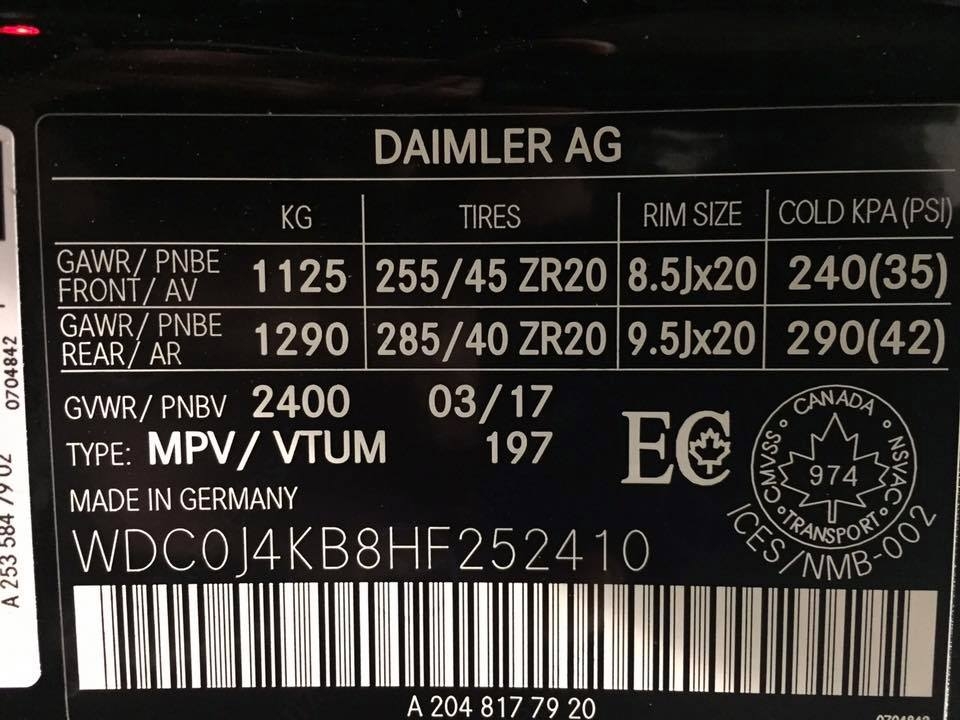 DAIMLER AG
KG TIRES RIM SIZE COLD KPA (PSI)
GAWR/ PNBE FRONT/ AV 1125 255/45 ZR20 8.5Jx20 240(35)
GAWR/ PNBE REAR/ AR 1290 285/40 ZR20 9.5Jx20 290(42)
GVWR/ PNBV 2400 03/17
TYPE: MPV/ VTUM 197
MADE IN GERMANY
WDC0J4KB8HF252410
EC
CANADA
CMVSS NSVAC
974
TRANSPORT
ICES/NMB-002
A 204 817 79 20
0704842
A 253 584 79 02 0704842